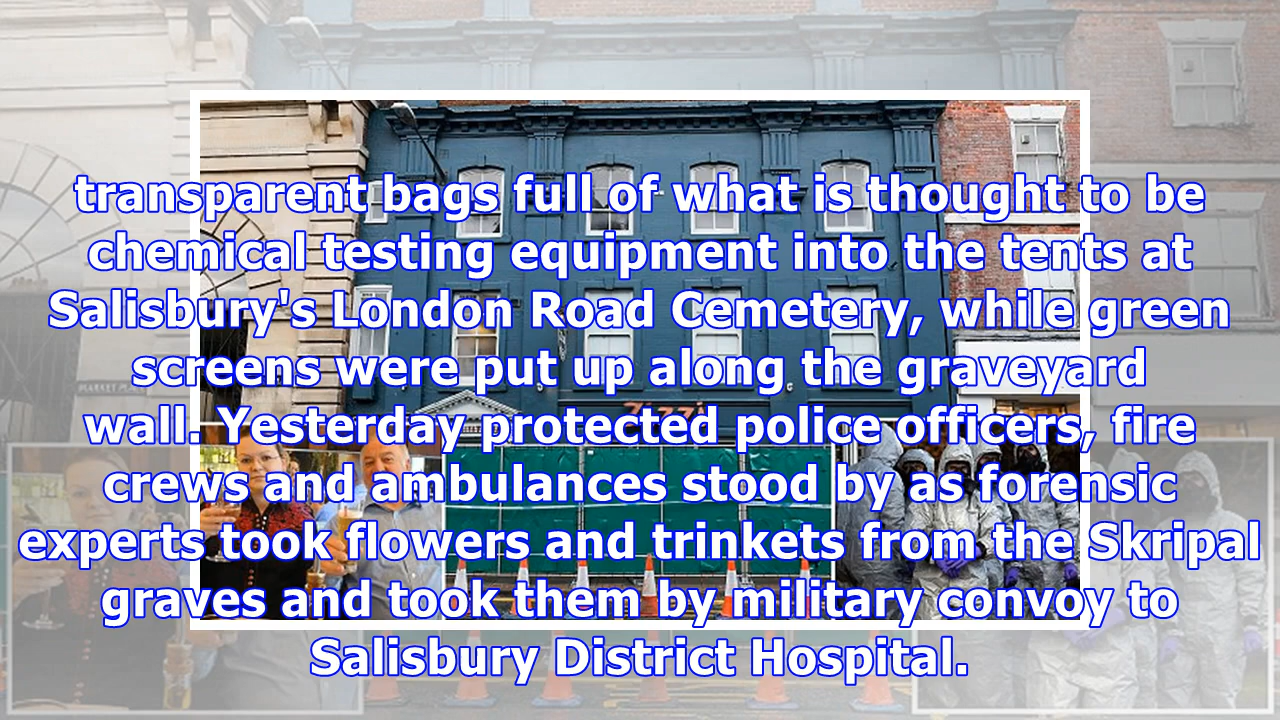 transparent bags full of what is thought to be
chemical testing equipment into the tents at
Salisbury's London Road Cemetery, while green
screens were put up along the graveyard
wall. Yesterday protected police officers, fire
crews and ambulances stood by as forensic
experts took flowers and trinkets from the Skripal
graves and took them by military convoy to
Salisbury District Hospital.